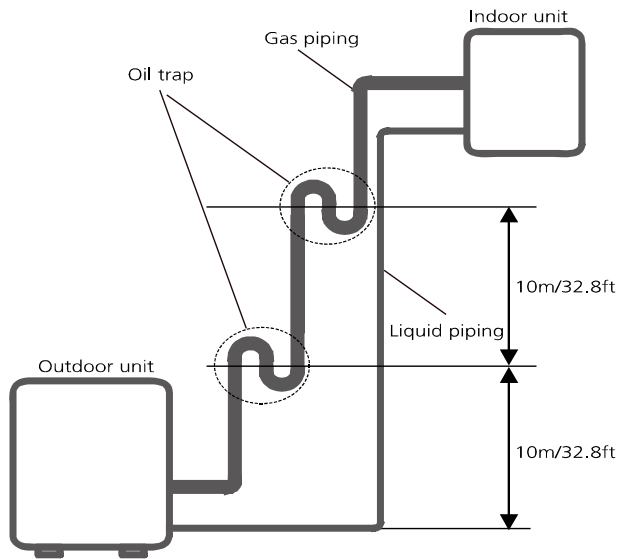 Indoor unit
Gas piping
Oil trap
10m/32.8ft
Liquid piping
Outdoor unit
10m/32.8ft